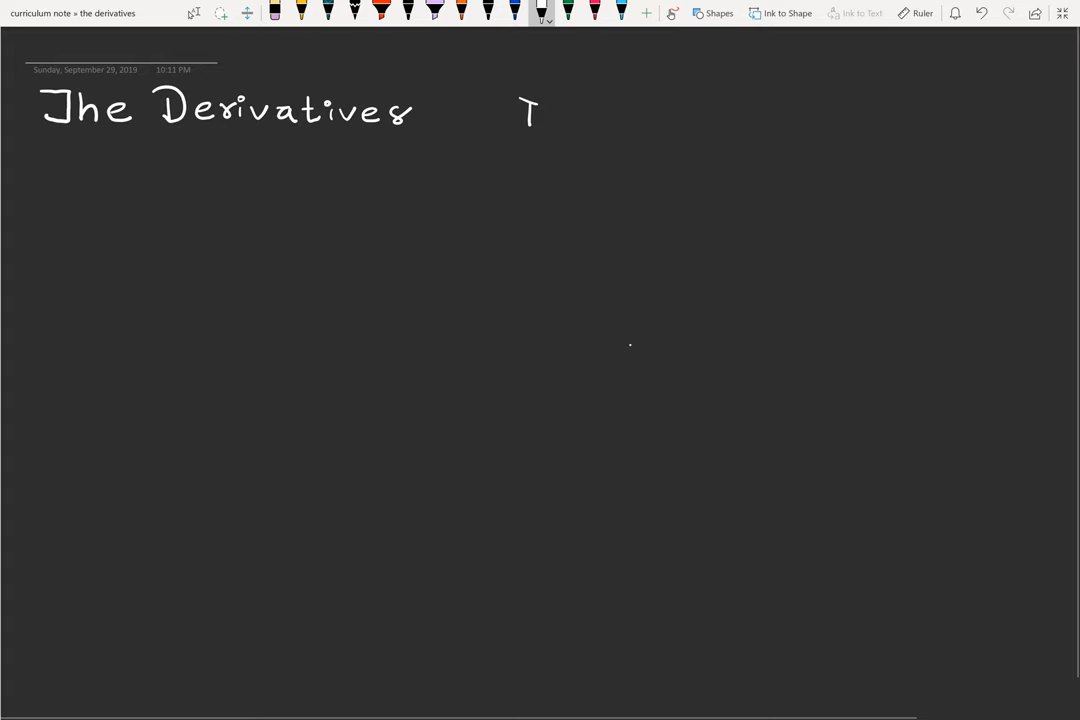 curriculum note » the derivatives Shapes Ink to Shape Ink to Text Ruler
Sunday, September 29, 2019 10:11 PM
The Derivatives T